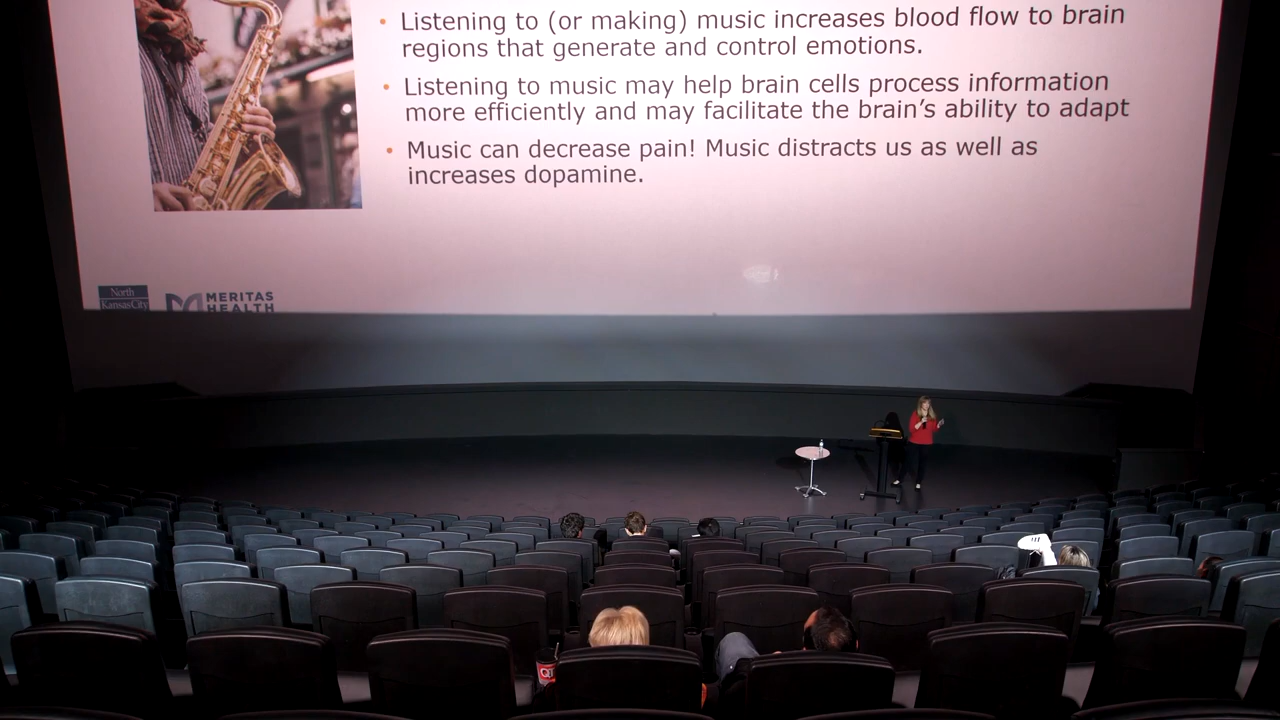 • Listening to (or making) music increases blood flow to brain
regions that generate and control emotions.
• Listening to music may help brain cells process information
more efficiently and may facilitate the brain’s ability to adapt
• Music can decrease pain! Music distracts us as well as
increases dopamine.
North
KansasCity
MERITAS
HEALTH
QT